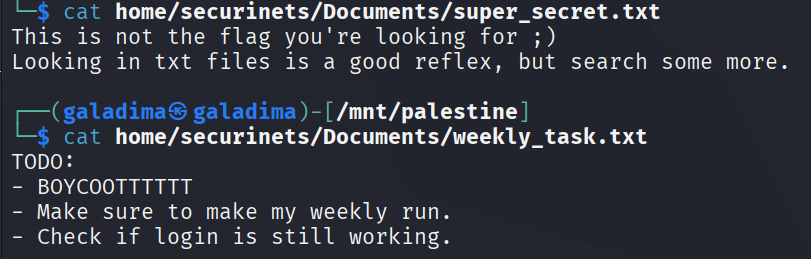 └─$ cat home/securinets/Documents/super_secret.txt
This is not the flag you're looking for ;)
Looking in txt files is a good reflex, but search some more.
┌──(galadima㉿galadima)-[/mnt/palestine]
└─$ cat home/securinets/Documents/weekly_task.txt
TODO:
- BOYCOOTTTTTT
- Make sure to make my weekly run.
- Check if login is still working.